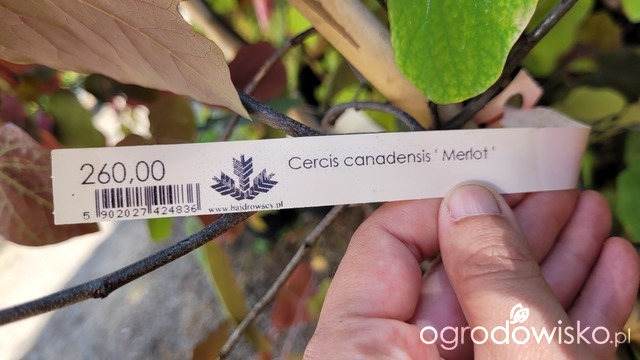 260,00
Cercis canadensis ' Merlot '
5 902027 424836
www.hajdrowscy.pl
ogrodowisko.pl